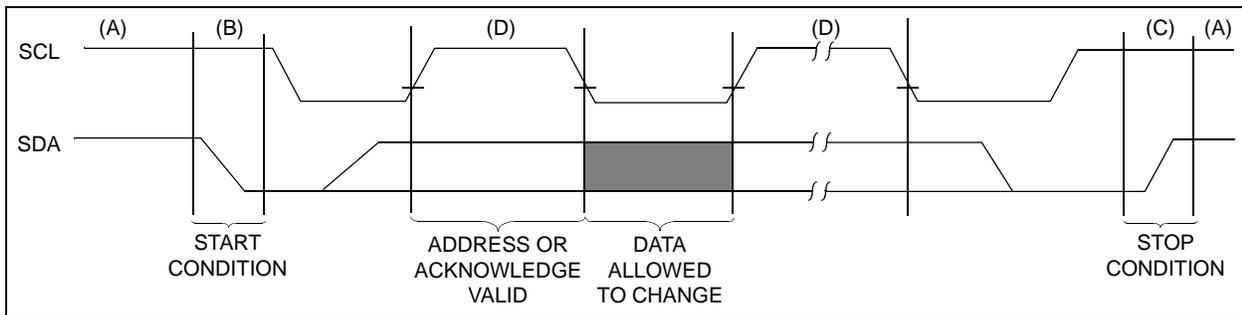 (A) (B) (D) (D) (C) (A)
SCL
SDA
START
CONDITION
ADDRESS OR
ACKNOWLEDGE
VALID
DATA
ALLOWED
TO CHANGE
STOP
CONDITION